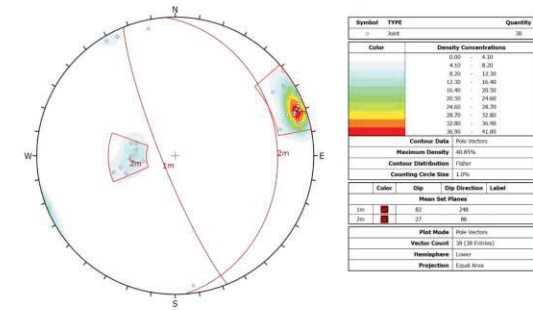 N
W
E
S
1m
2m
2m
Symbol TYPE Quantity
Joint 38
Color Density Concentrations
0.00 - 4.10
4.10 - 8.20
8.20 - 12.30
12.30 - 16.40
16.40 - 20.50
20.50 - 24.60
24.60 - 28.70
28.70 - 32.80
32.80 - 36.90
36.90 - 41.00
Contour Data Pole Vectors
Maximum Density 40.85%
Contour Distribution Fisher
Counting Circle Size 1.0%
Color Dip Dip Direction Label
Mean Set Planes
1m 82 248
2m 27 86
Plot Mode Pole Vectors
Vector Count 38 (38 Entries)
Hemisphere Lower
Projection Equal Area